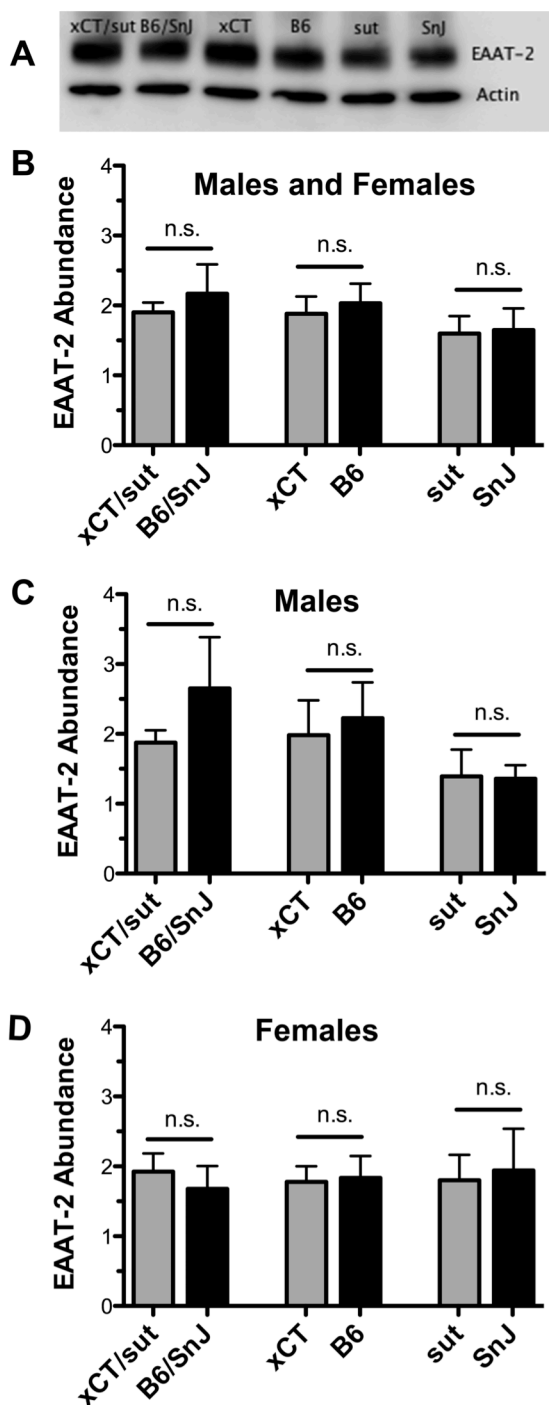 A
xCT/sut B6/SnJ xCT B6 sut SnJ
EAAT-2
Actin
B
Males and Females
EAAT-2 Abundance
4
3
2
1
0
n.s.
n.s.
n.s.
xCT/sut
B6/SnJ
xCT
B6
sut
SnJ
C
Males
EAAT-2 Abundance
4
3
2
1
0
n.s.
n.s.
n.s.
xCT/sut
B6/SnJ
xCT
B6
sut
SnJ
D
Females
EAAT-2 Abundance
4
3
2
1
0
n.s.
n.s.
n.s.
xCT/sut
B6/SnJ
xCT
B6
sut
SnJ